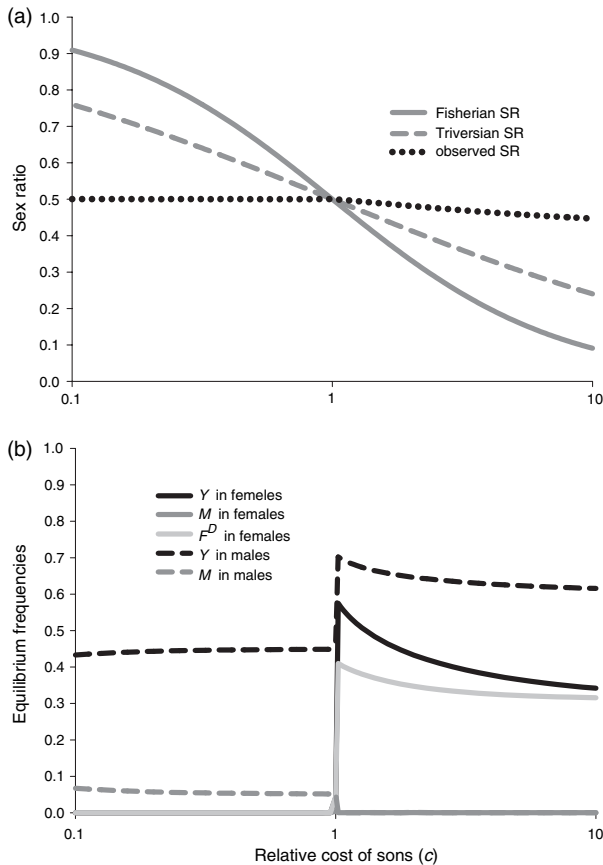 (a)
1.0
0.9
0.8
0.7
0.6
0.5
0.4
0.3
0.2
0.1
0.0
Sex ratio
Fisherian SR
Triversian SR
observed SR
0.1
1
10
(b)
1.0
0.9
0.8
0.7
0.6
0.5
0.4
0.3
0.2
0.1
0.0
Equilibrium frequencies
Y in femeles
M in females
F^D in females
Y in males
M in males
0.1
1
10
Relative cost of sons (c)